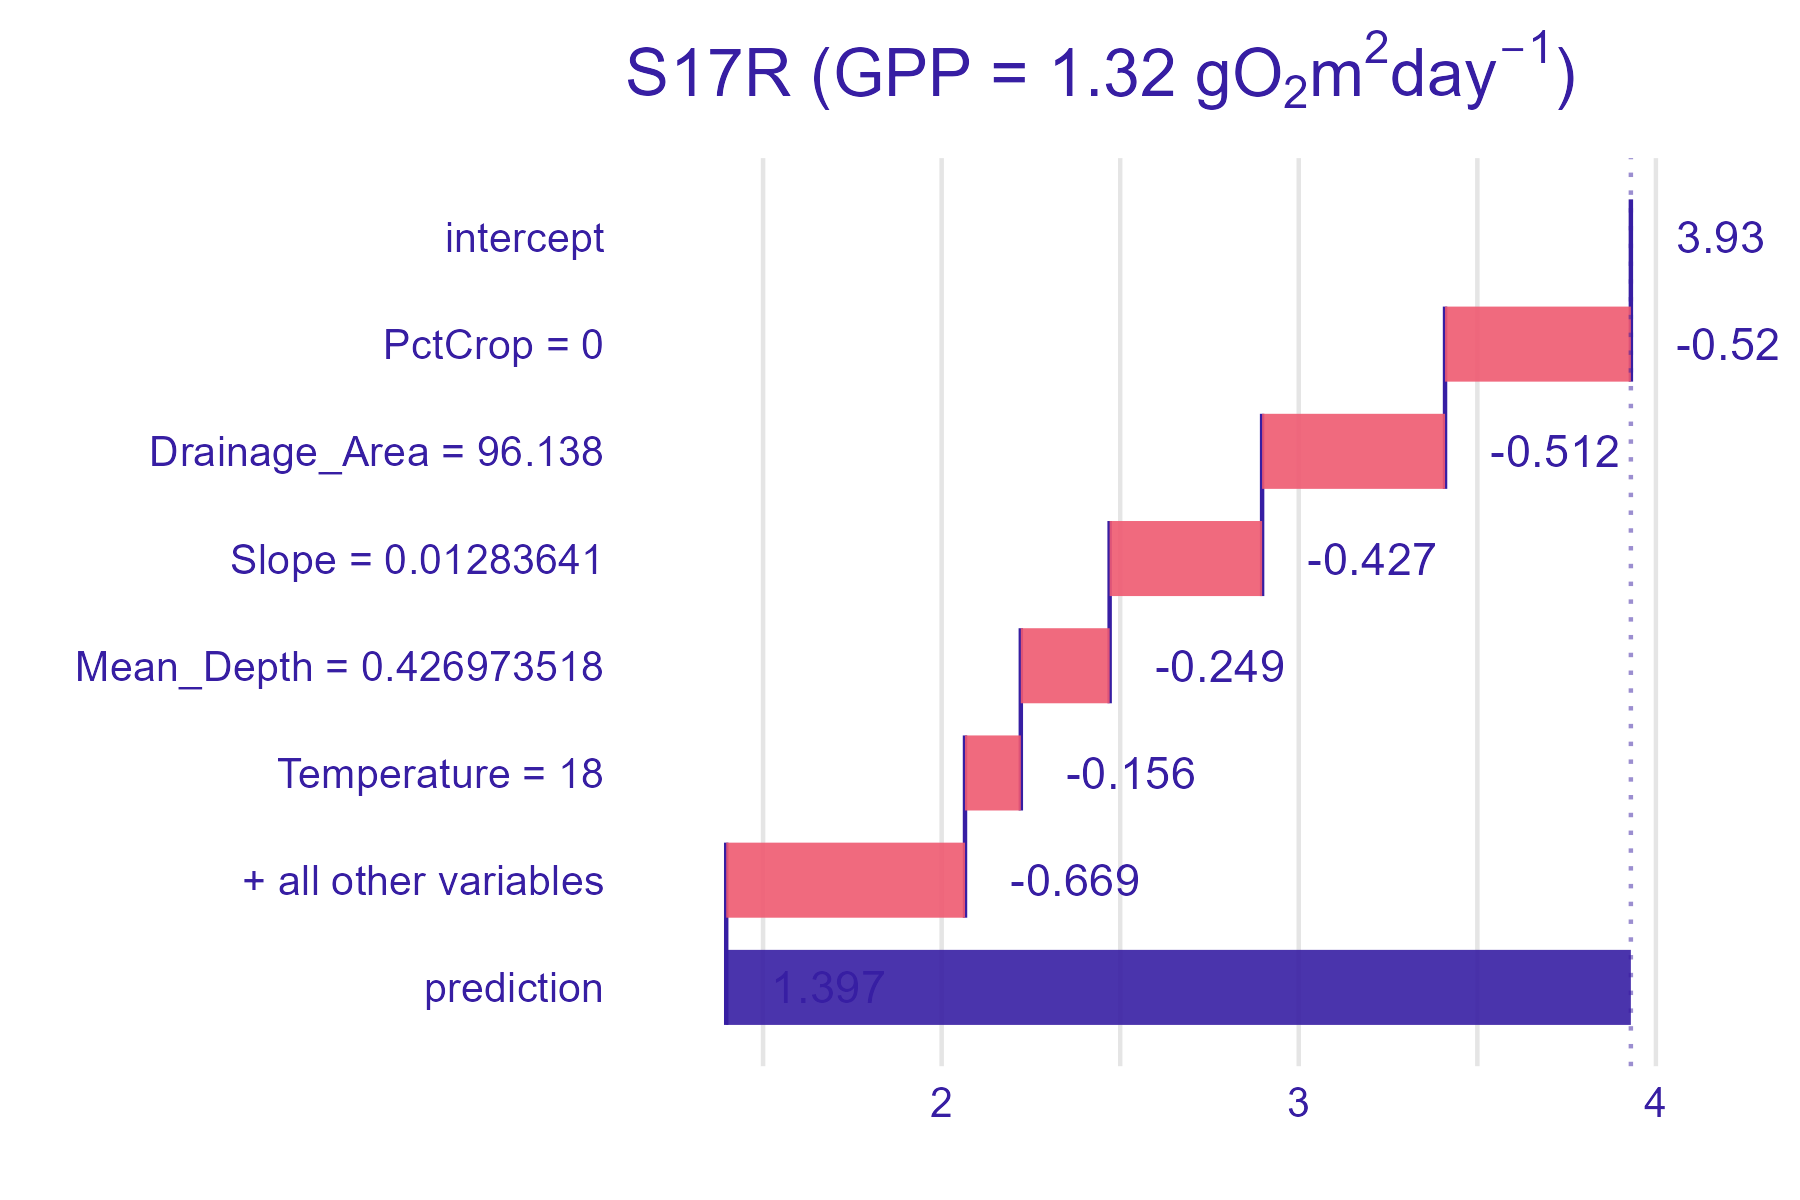 S17R (GPP = 1.32 gO₂m²day⁻¹)
intercept 3.93
PctCrop = 0 -0.52
Drainage_Area = 96.138 -0.512
Slope = 0.01283641 -0.427
Mean_Depth = 0.426973518 -0.249
Temperature = 18 -0.156
+ all other variables -0.669
prediction 1.397
2 3 4